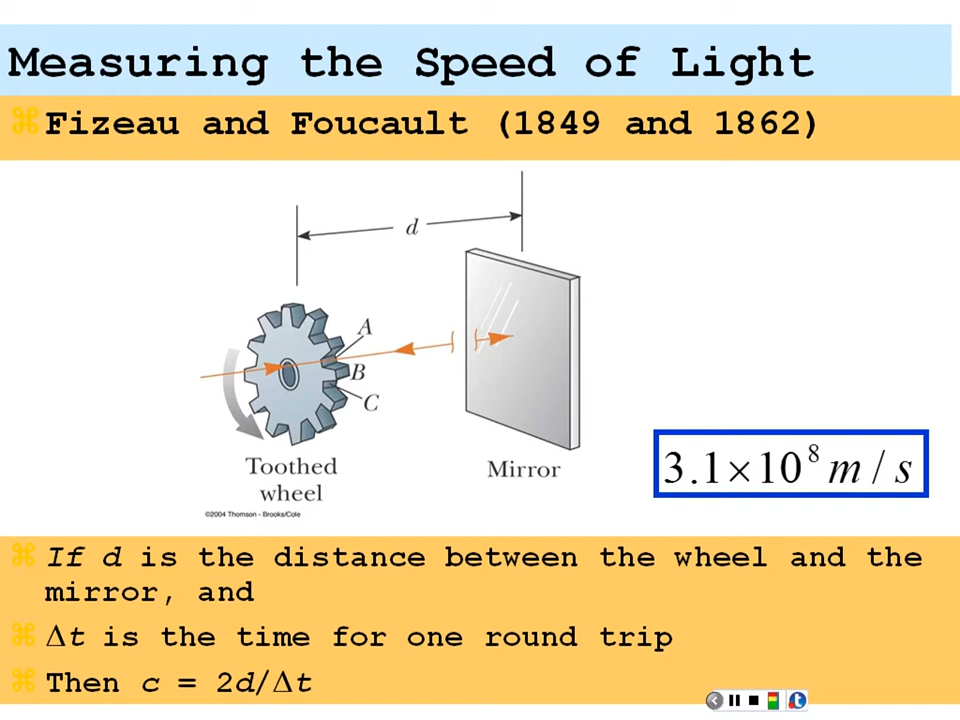 Measuring the Speed of Light
Fizeau and Foucault (1849 and 1862)
d
A
B
C
Toothed
wheel
Mirror
©2004 Thomson - Brooks/Cole
3.1×10⁸ m / s
If d is the distance between the wheel and the
mirror, and
Δt is the time for one round trip
Then c = 2d/Δt